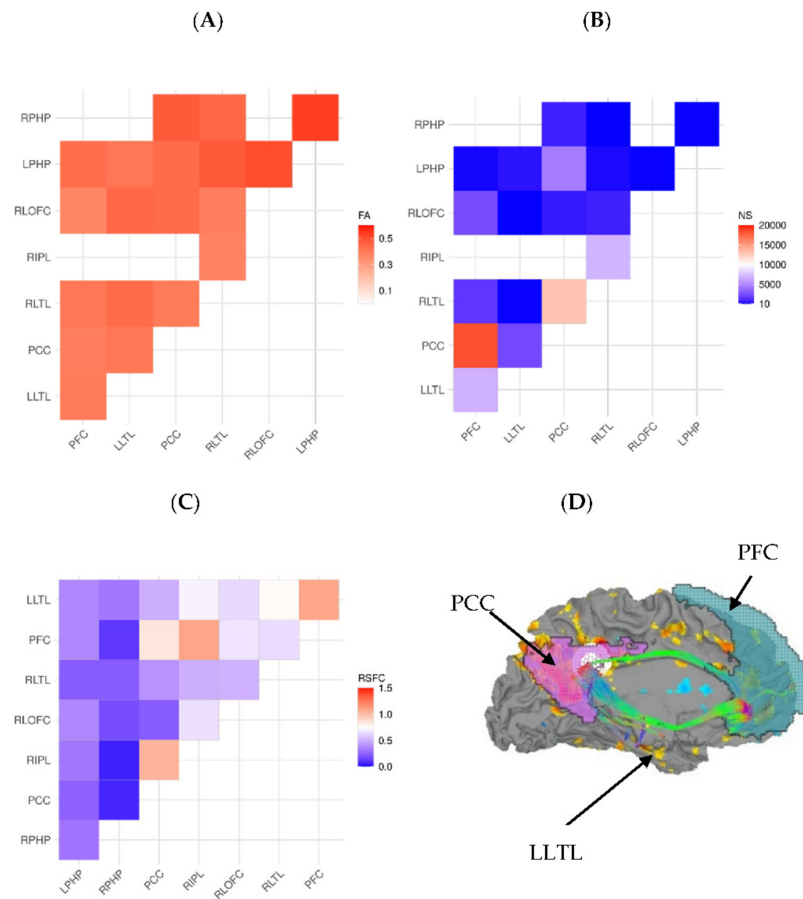 (A)
RPHP
LPHP
RLOFC
RIPL
RLTL
PCC
LLTL
PFC
LLTL
PCC
RLTL
RLOFC
LPHP
FA
0.5
0.3
0.1
(B)
RPHP
LPHP
RLOFC
RIPL
RLTL
PCC
LLTL
PFC
LLTL
PCC
RLTL
RLOFC
LPHP
NS
20000
15000
10000
5000
10
(C)
LLTL
PFC
RLTL
RLOFC
RIPL
PCC
RPHP
LPHP
RPHP
PCC
RIPL
RLOFC
RLTL
PFC
RSFC
1.5
1.0
0.5
0.0
(D)
PFC
PCC
LLTL